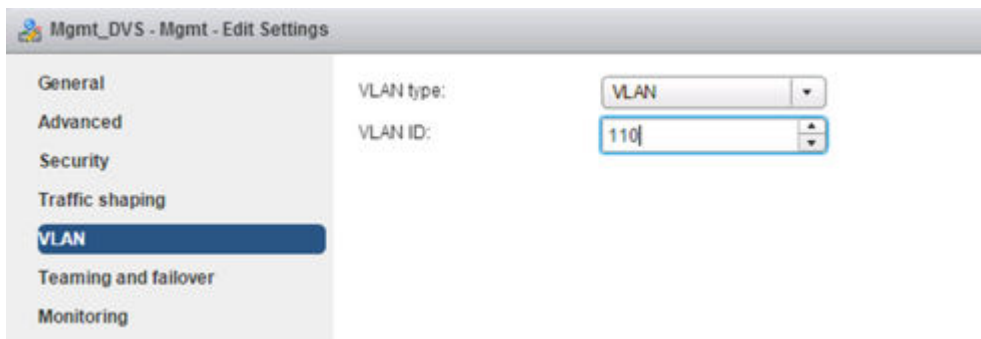 Mgmt_DVS - Mgmt - Edit Settings
General
Advanced
Security
Traffic shaping
VLAN
Teaming and failover
Monitoring
VLAN type: VLAN
VLAN ID: 110